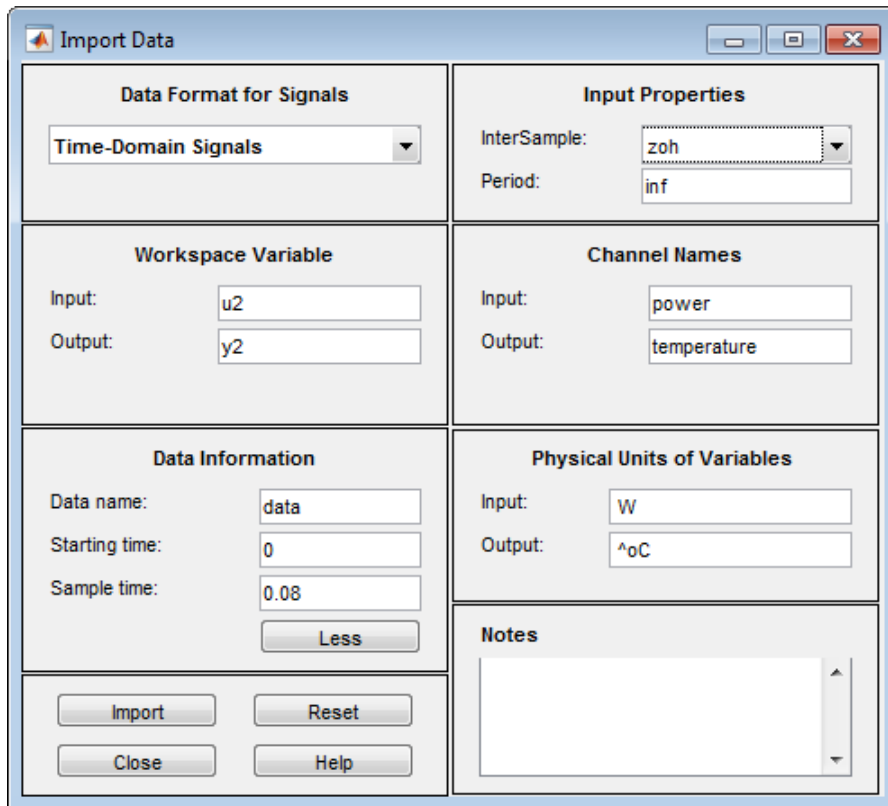 Import Data
Data Format for Signals
Time-Domain Signals
Input Properties
InterSample: zoh
Period: inf
Workspace Variable
Input: u2
Output: y2
Channel Names
Input: power
Output: temperature
Data Information
Data name: data
Starting time: 0
Sample time: 0.08
Less
Physical Units of Variables
Input: W
Output: ^oC
Notes
Import Reset
Close Help